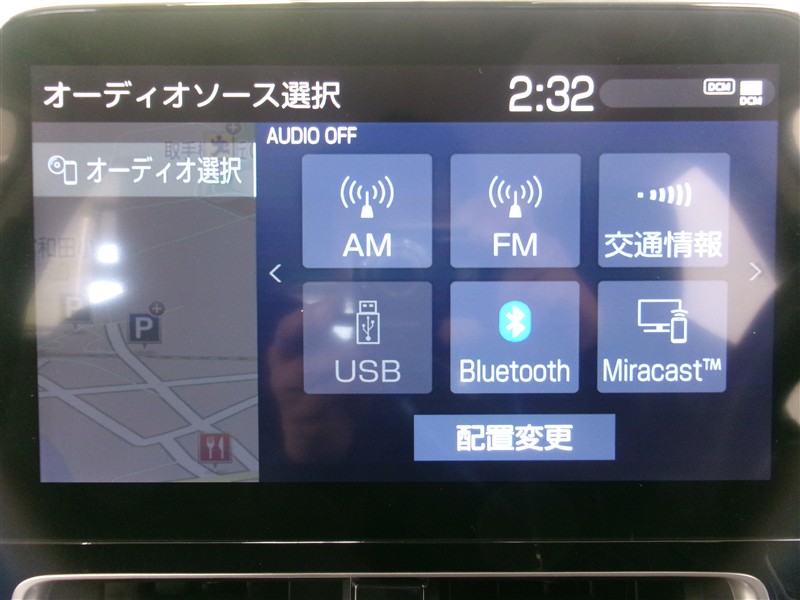 オーディオソース選択 2:32 DCM DCM
AUDIO OFF
オーディオ選択
AM FM 交通情報
USB Bluetooth Miracast™
P P
配置変更